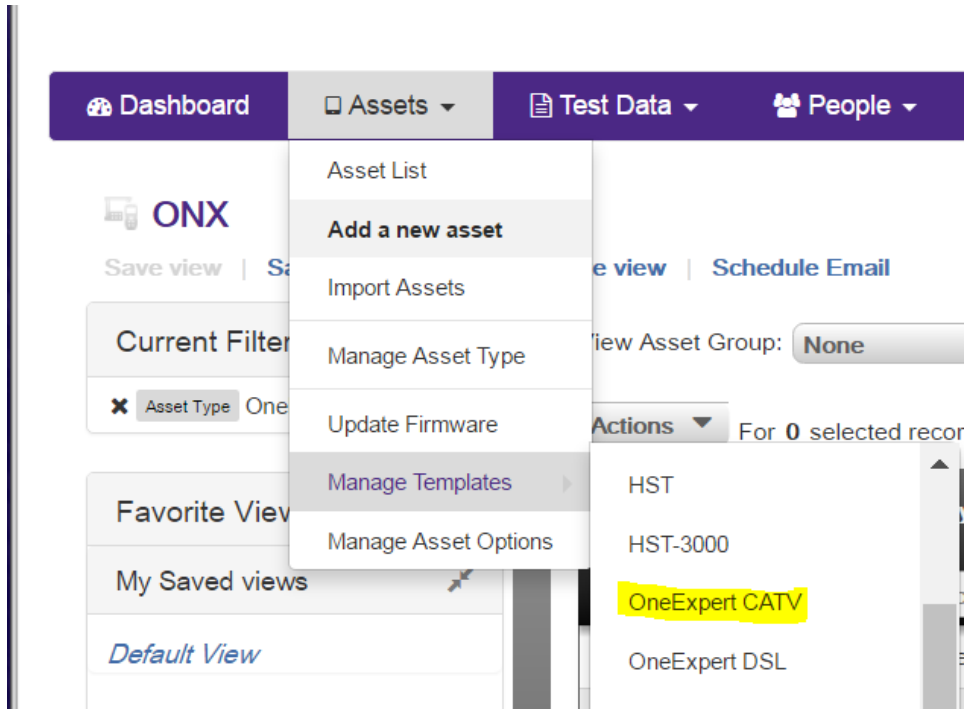 Dashboard Assets Test Data People
Asset List
ONX
Add a new asset
Save view | e view | Schedule Email
Import Assets
Current Filter
View Asset Group: None
Manage Asset Type
Asset Type One
Update Firmware
Actions For 0 selected recor
Manage Templates
HST
Favorite View
Manage Asset Options
HST-3000
My Saved views
OneExpert CATV
Default View
OneExpert DSL